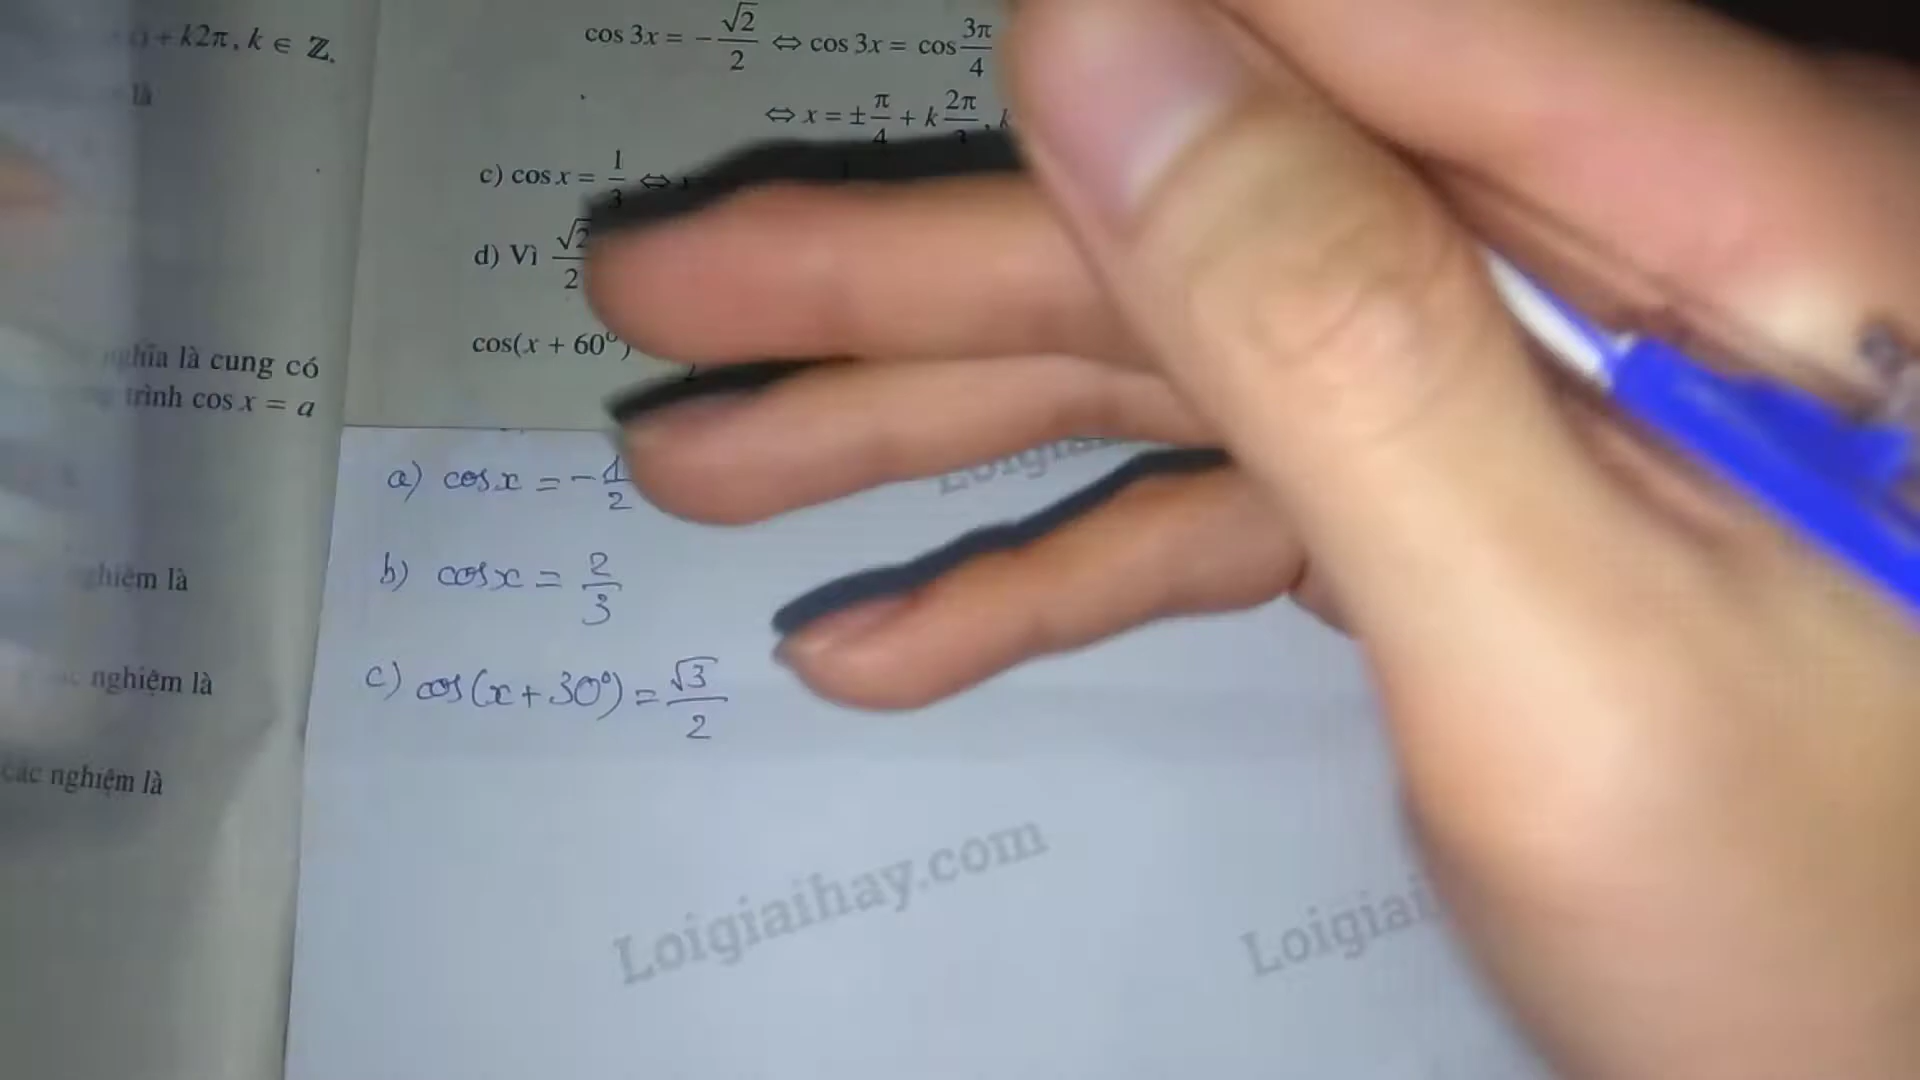 + k2π, k ∈ ℤ.
là
nghĩa là cung có
trình cos x = a
nghiệm là
nghiệm là
các nghiệm là
cos 3x = -√2/2 ⇔ cos 3x = cos 3π/4
⇔ x = ± π/4 + k 2π/3, k
c) cos x = 1/3 ⇔
d) Vì √2/2
cos(x + 60°)
a) cos x = -1/2
b) cos x = 2/3
c) cos(x + 30°) = √3/2
Loigiaihay.com
Loigiai